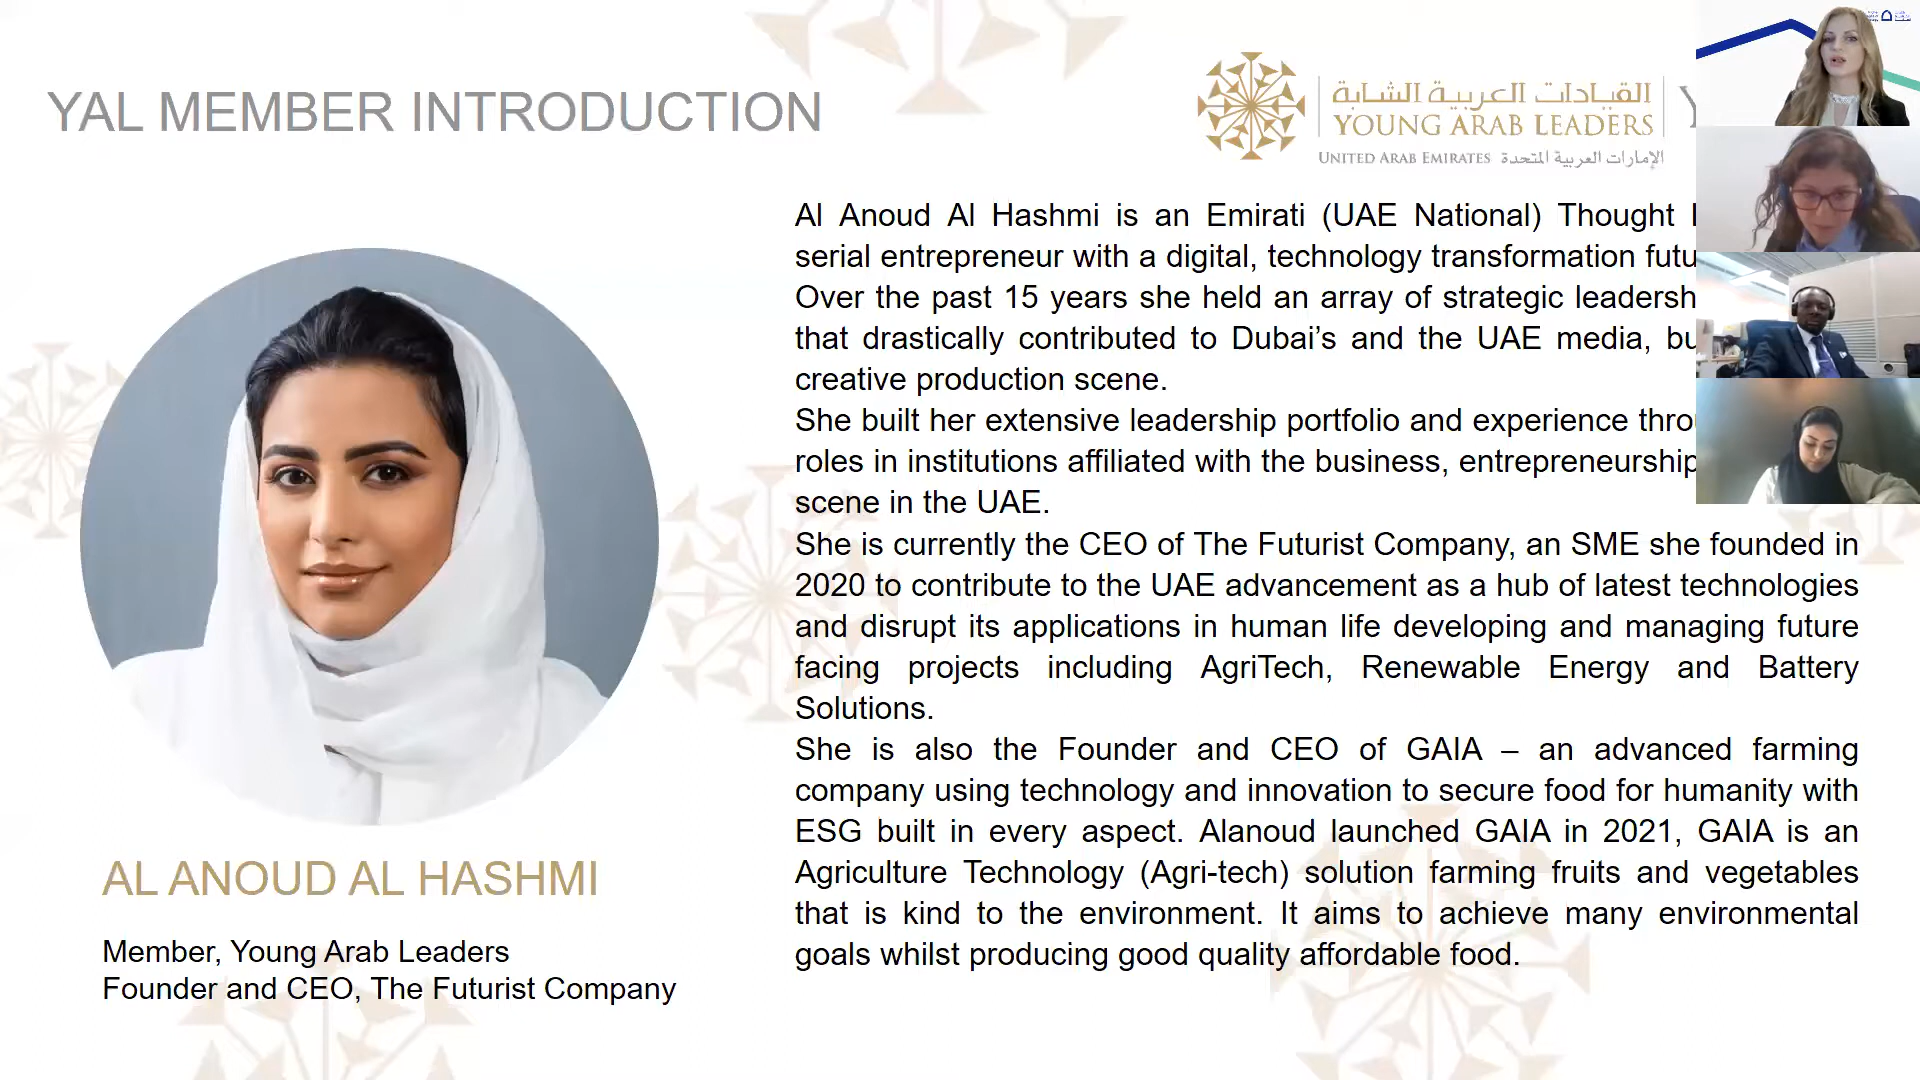 YAL MEMBER INTRODUCTION
القيادات العربية الشابة
YOUNG ARAB LEADERS
UNITED ARAB EMIRATES الإمارات العربية المتحدة
Al Anoud Al Hashmi is an Emirati (UAE National) Thought
serial entrepreneur with a digital, technology transformation futu
Over the past 15 years she held an array of strategic leadersh
that drastically contributed to Dubai’s and the UAE media, bu
creative production scene.
She built her extensive leadership portfolio and experience thro
roles in institutions affiliated with the business, entrepreneurship
scene in the UAE.
She is currently the CEO of The Futurist Company, an SME she founded in
2020 to contribute to the UAE advancement as a hub of latest technologies
and disrupt its applications in human life developing and managing future
facing projects including AgriTech, Renewable Energy and Battery
Solutions.
She is also the Founder and CEO of GAIA – an advanced farming
company using technology and innovation to secure food for humanity with
ESG built in every aspect. Alanoud launched GAIA in 2021, GAIA is an
Agriculture Technology (Agri-tech) solution farming fruits and vegetables
that is kind to the environment. It aims to achieve many environmental
goals whilst producing good quality affordable food.
AL ANOUD AL HASHMI
Member, Young Arab Leaders
Founder and CEO, The Futurist Company